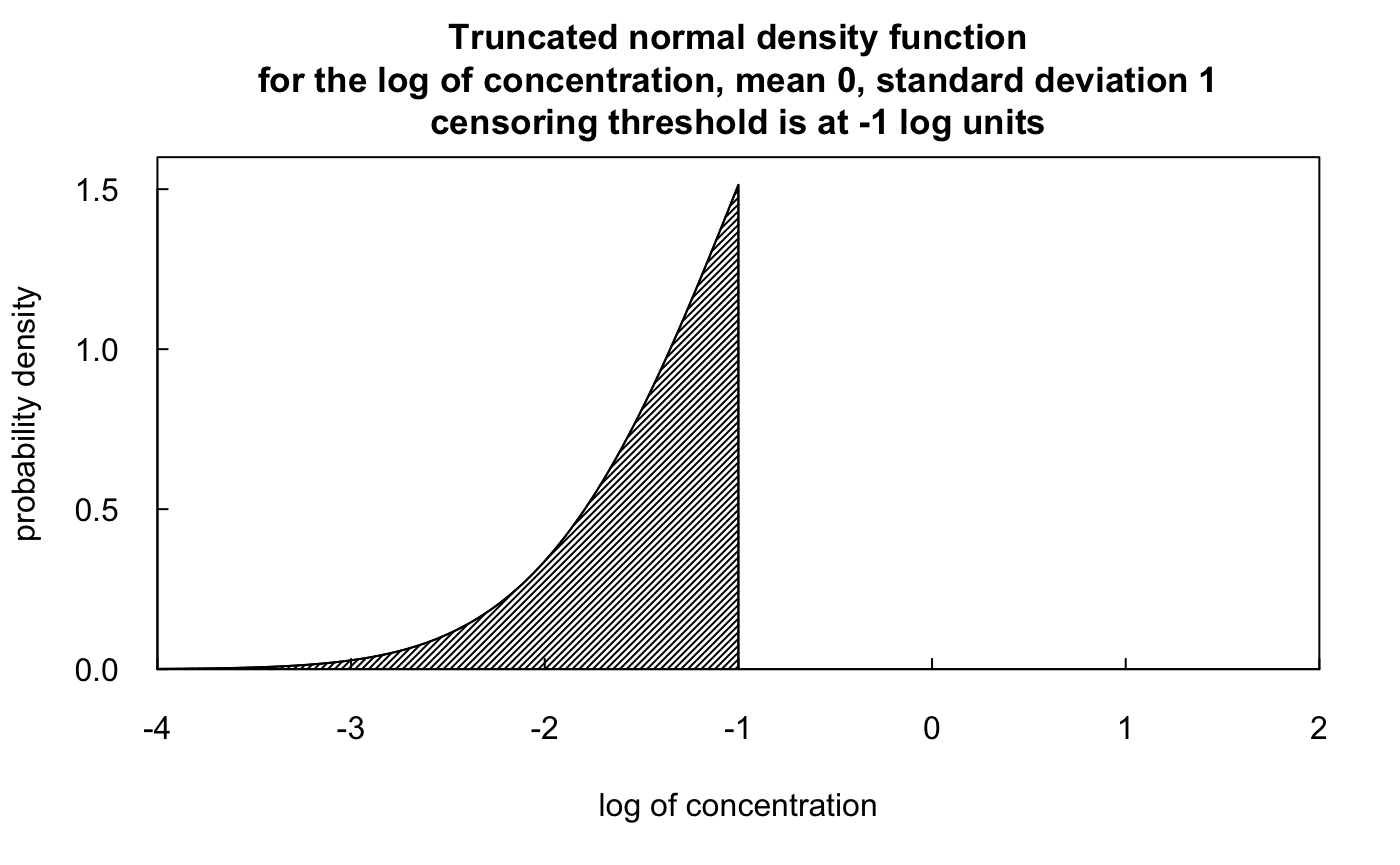 Truncated normal density function
for the log of concentration, mean 0, standard deviation 1
censoring threshold is at -1 log units
probability density
1.5
1.0
0.5
0.0
-4 -3 -2 -1 0 1 2
log of concentration